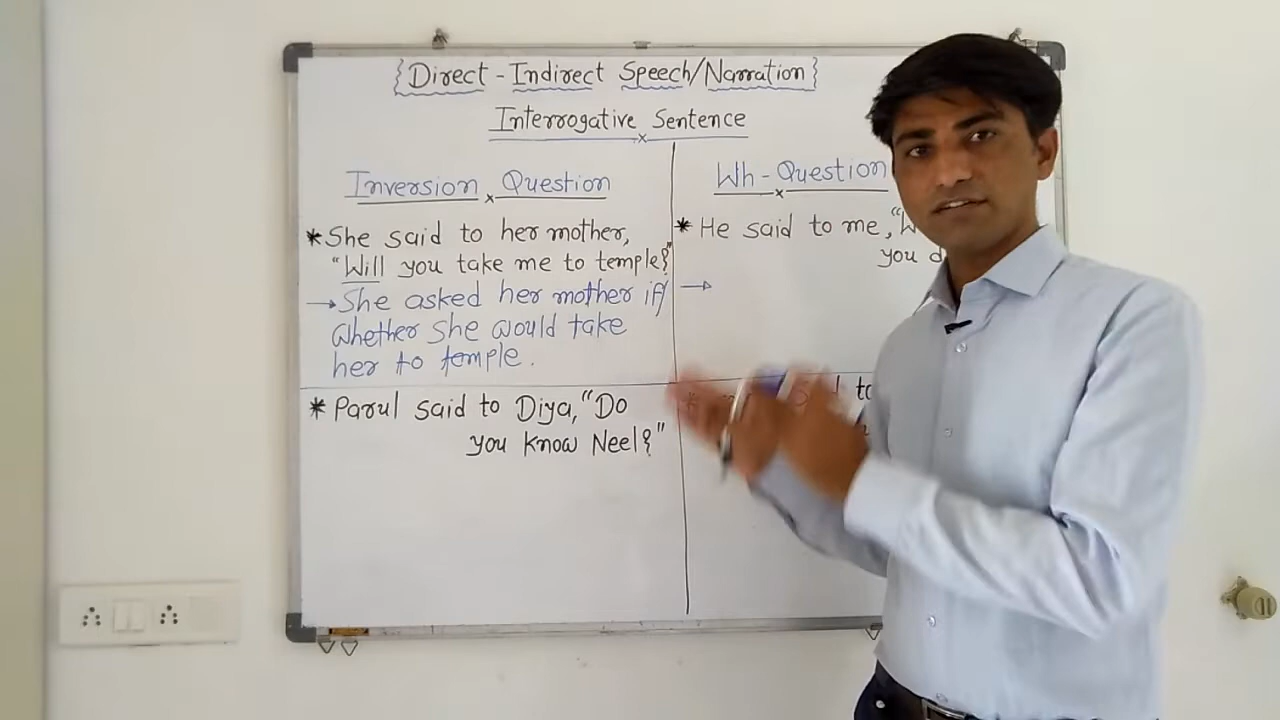 {Direct - Indirect Speech/Narration}
Interrogative Sentence
Inversion Question
* She said to her mother,
"Will you take me to temple?"
→ She asked her mother if/
whether she would take
her to temple.
* Parul said to Diya, "Do
you know Neel?"
Wh - Question
* He said to me, "
you
→